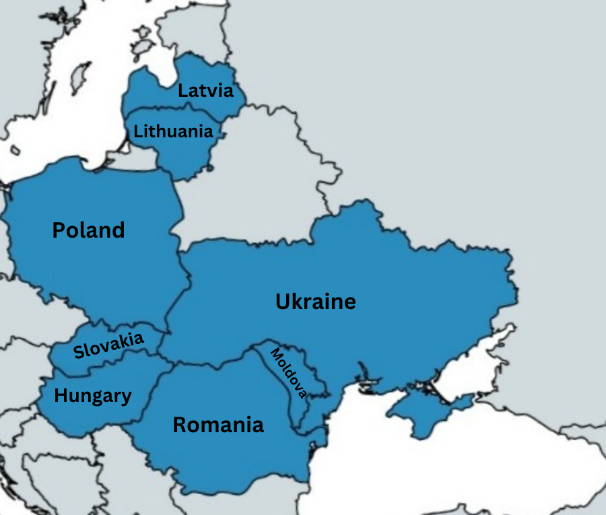 Latvia
Lithuania
Poland
Ukraine
Slovakia
Moldova
Hungary
Romania